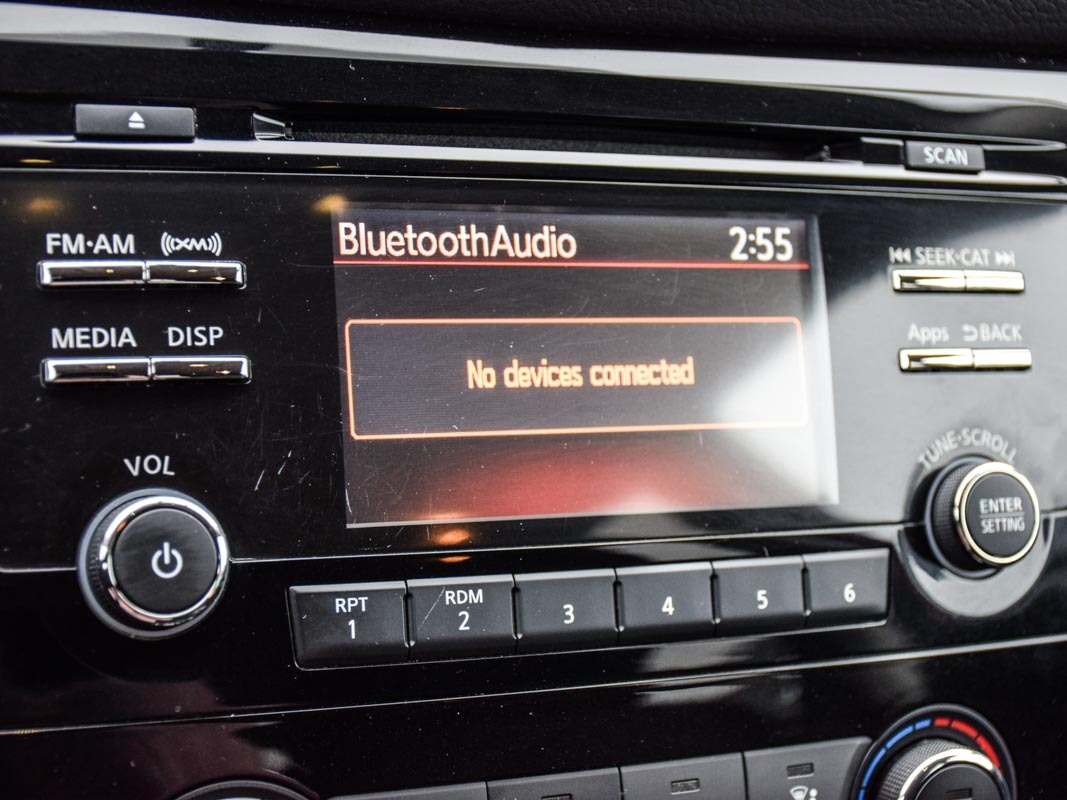 SCAN
FM·AM ((XM))
BluetoothAudio 2:55
SEEK·CAT
MEDIA DISP
Apps BACK
No devices connected
VOL
TUNE·SCROLL
ENTER
SETTING
RPT
1
RDM
2
3
4
5
6